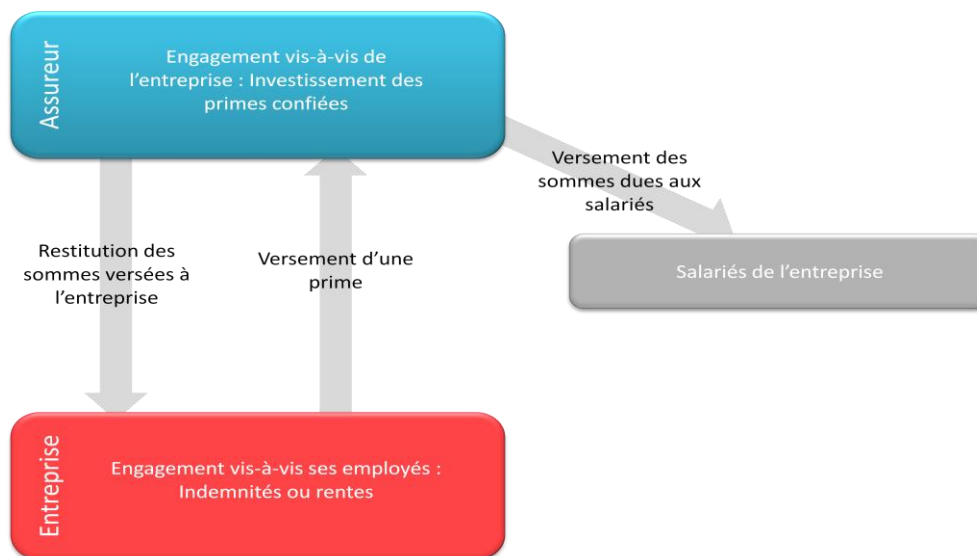 Assureur
Engagement vis-à-vis de
l'entreprise : Investissement des
primes confiées
Versement des
sommes dues aux
salariés
Restitution des
sommes versées à
l'entreprise
Versement d'une
prime
Salariés de l'entreprise
Entreprise
Engagement vis-à-vis ses employés :
Indemnités ou rentes